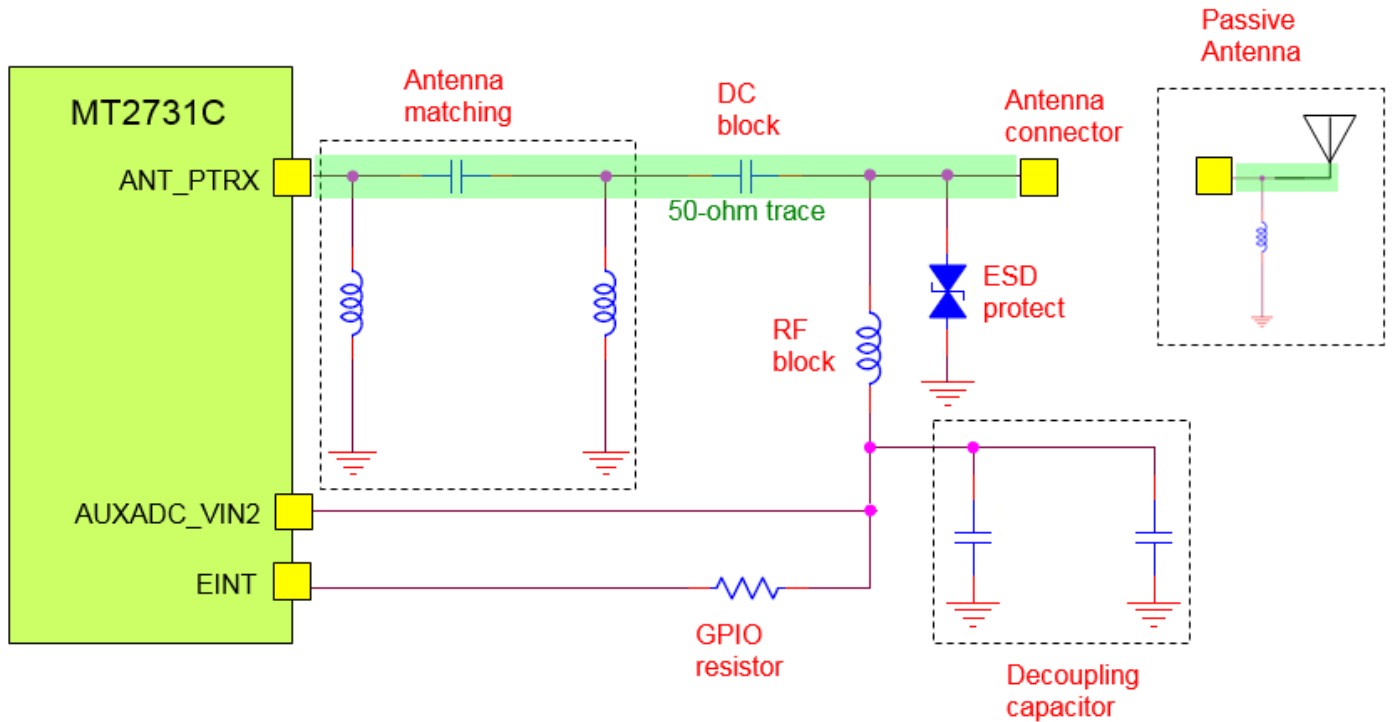 Passive
Antenna
MT2731C
Antenna
matching
DC
block
Antenna
connector
ANT_PTRX
50-ohm trace
ESD
protect
RF
block
AUXADC_VIN2
EINT
GPIO
resistor
Decoupling
capacitor